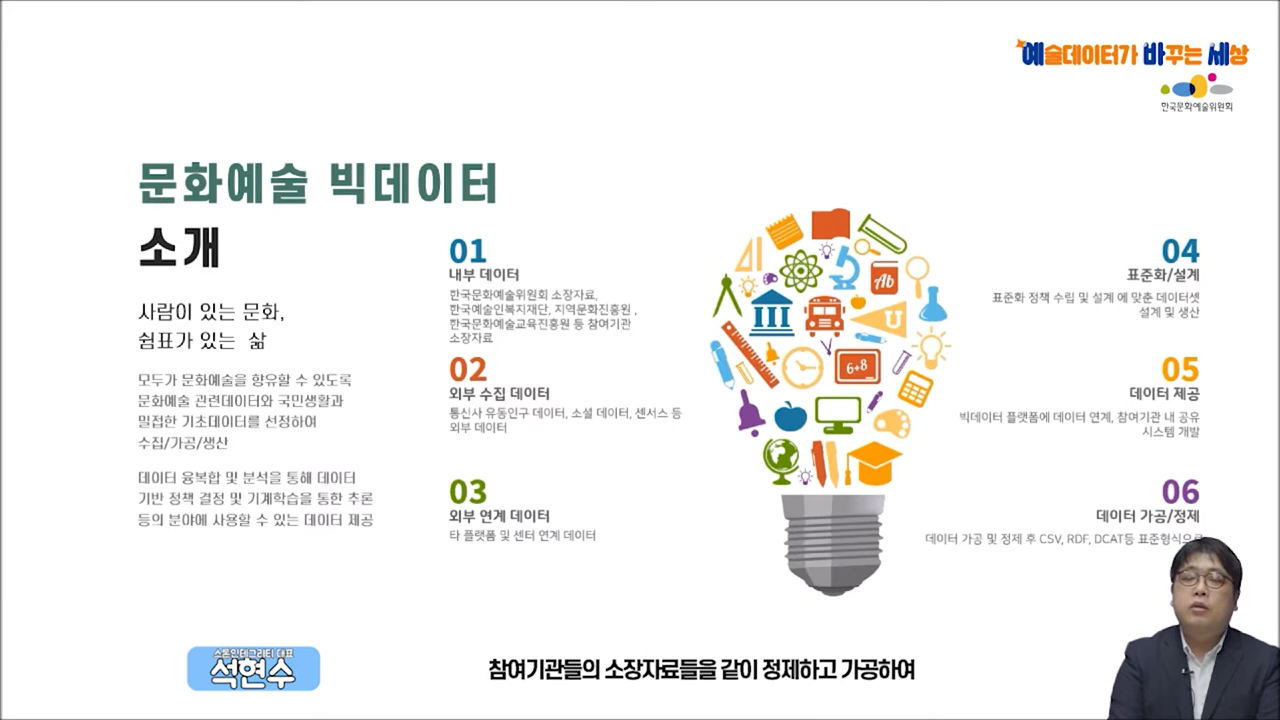 예술데이터가 바꾸는 세상
한국문화예술위원회
문화예술 빅데이터
소개
사람이 있는 문화,
쉼표가 있는 삶
모두가 문화예술을 향유할 수 있도록
문화예술 관련데이터와 국민생활과
밀접한 기초데이터를 선정하여
수집/가공/생산
데이터 융복합 및 분석을 통해 데이터
기반 정책 결정 및 기계학습을 통한 추론
등의 분야에 사용할 수 있는 데이터 제공
01
내부 데이터
한국문화예술위원회 소장자료,
한국예술인복지재단, 지역문화진흥원 ,
한국문화예술교육진흥원 등 참여기관
소장자료
02
외부 수집 데이터
통신사 유동인구 데이터, 소셜 데이터, 센서스 등
외부 데이터
03
외부 연계 데이터
타 플랫폼 및 센터 연계 데이터
Ab
6+8
04
표준화/설계
표준화 정책 수립 및 설계 에 맞춘 데이터셋
설계 및 생산
05
데이터 제공
빅데이터 플랫폼에 데이터 연계, 참여기관 내 공유
시스템 개발
06
데이터 가공/정제
데이터 가공 및 정제 후 CSV, RDF, DCAT등 표준형식으로
석현수
참여기관들의 소장자료들을 같이 정제하고 가공하여